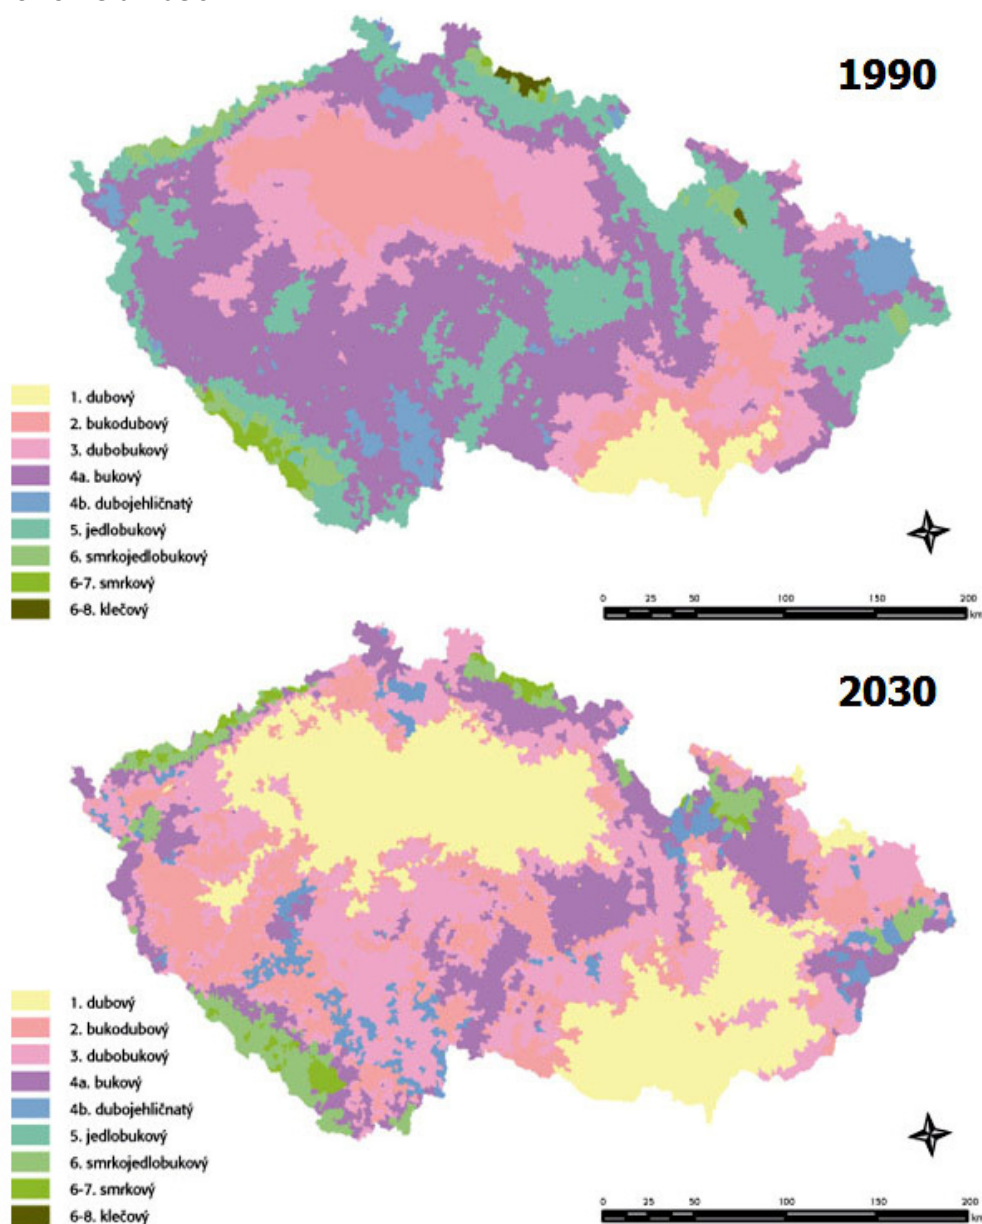 1990
1. dubový
2. bukodubový
3. dubobukový
4a. bukový
4b. dubojehličnatý
5. jedlobukový
6. smrkojedlobukový
6-7. smrkový
6-8. klečový
0 25 50 100 150 200
km
2030
1. dubový
2. bukodubový
3. dubobukový
4a. bukový
4b. dubojehličnatý
5. jedlobukový
6. smrkojedlobukový
6-7. smrkový
6-8. klečový
0 25 50 100 150 200
km